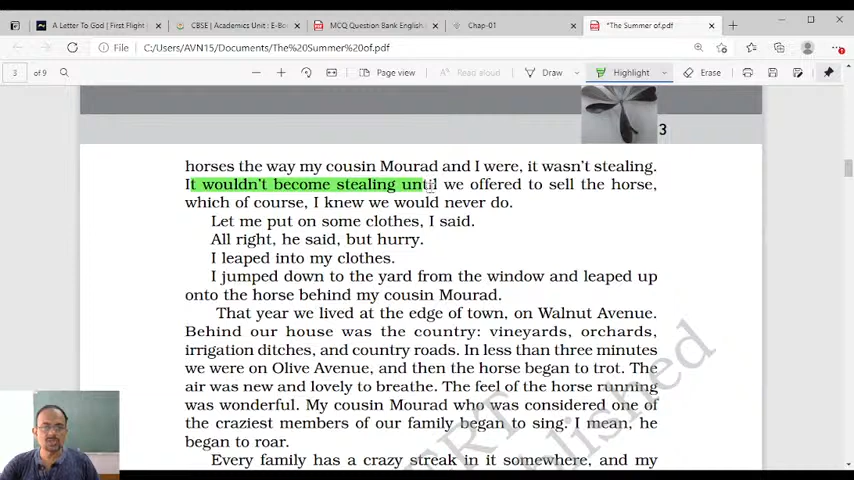 A Letter To God | First Flight
CBSE | Academics Unit : E-Bo
MCQ Question Bank English.
Chap-01
*The Summer of.pdf
File
C:/Users/AVN15/Documents/The%20Summer%20of.pdf
3 of 9
Page view
Read aloud
Draw
Highlight
Erase
3
horses the way my cousin Mourad and I were, it wasn't stealing.
It wouldn't become stealing until we offered to sell the horse,
which of course, I knew we would never do.
Let me put on some clothes, I said.
All right, he said, but hurry.
I leaped into my clothes.
I jumped down to the yard from the window and leaped up
onto the horse behind my cousin Mourad.
That year we lived at the edge of town, on Walnut Avenue.
Behind our house was the country: vineyards, orchards,
irrigation ditches, and country roads. In less than three minutes
we were on Olive Avenue, and then the horse began to trot. The
air was new and lovely to breathe. The feel of the horse running
was wonderful. My cousin Mourad who was considered one of
the craziest members of our family began to sing. I mean, he
began to roar.
Every family has a crazy streak in it somewhere, and my